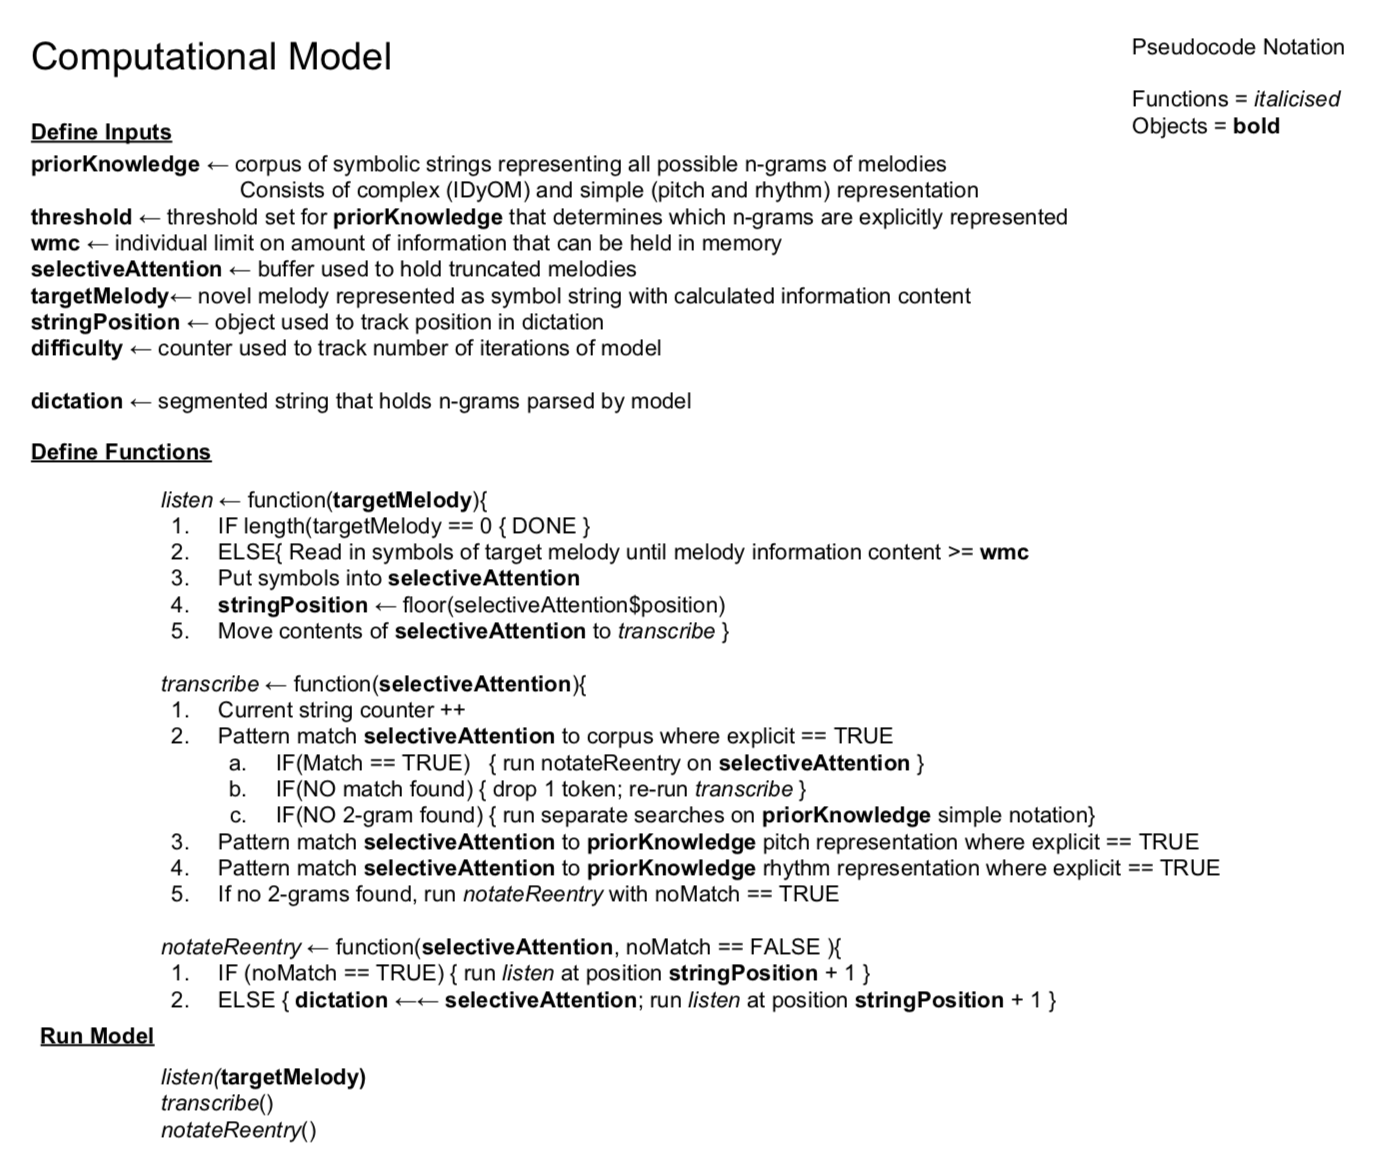 Computational Model
Pseudocode Notation
Functions = italicised
Objects = bold
Define Inputs
priorKnowledge ← corpus of symbolic strings representing all possible n-grams of melodies
Consists of complex (IDyOM) and simple (pitch and rhythm) representation
threshold ← threshold set for priorKnowledge that determines which n-grams are explicitly represented
wmc ← individual limit on amount of information that can be held in memory
selectiveAttention ← buffer used to hold truncated melodies
targetMelody← novel melody represented as symbol string with calculated information content
stringPosition ← object used to track position in dictation
difficulty ← counter used to track number of iterations of model
dictation ← segmented string that holds n-grams parsed by model
Define Functions
listen ← function(targetMelody){
1. IF length(targetMelody == 0 { DONE }
2. ELSE{ Read in symbols of target melody until melody information content >= wmc
3. Put symbols into selectiveAttention
4. stringPosition ← floor(selectiveAttention$position)
5. Move contents of selectiveAttention to transcribe }
transcribe ← function(selectiveAttention){
1. Current string counter ++
2. Pattern match selectiveAttention to corpus where explicit == TRUE
a. IF(Match == TRUE) { run notateReentry on selectiveAttention }
b. IF(NO match found) { drop 1 token; re-run transcribe }
c. IF(NO 2-gram found) { run separate searches on priorKnowledge simple notation}
3. Pattern match selectiveAttention to priorKnowledge pitch representation where explicit == TRUE
4. Pattern match selectiveAttention to priorKnowledge rhythm representation where explicit == TRUE
5. If no 2-grams found, run notateReentry with noMatch == TRUE
notateReentry ← function(selectiveAttention, noMatch == FALSE ){
1. IF (noMatch == TRUE) { run listen at position stringPosition + 1 }
2. ELSE { dictation ←← selectiveAttention; run listen at position stringPosition + 1 }
Run Model
listen(targetMelody)
transcribe()
notateReentry()